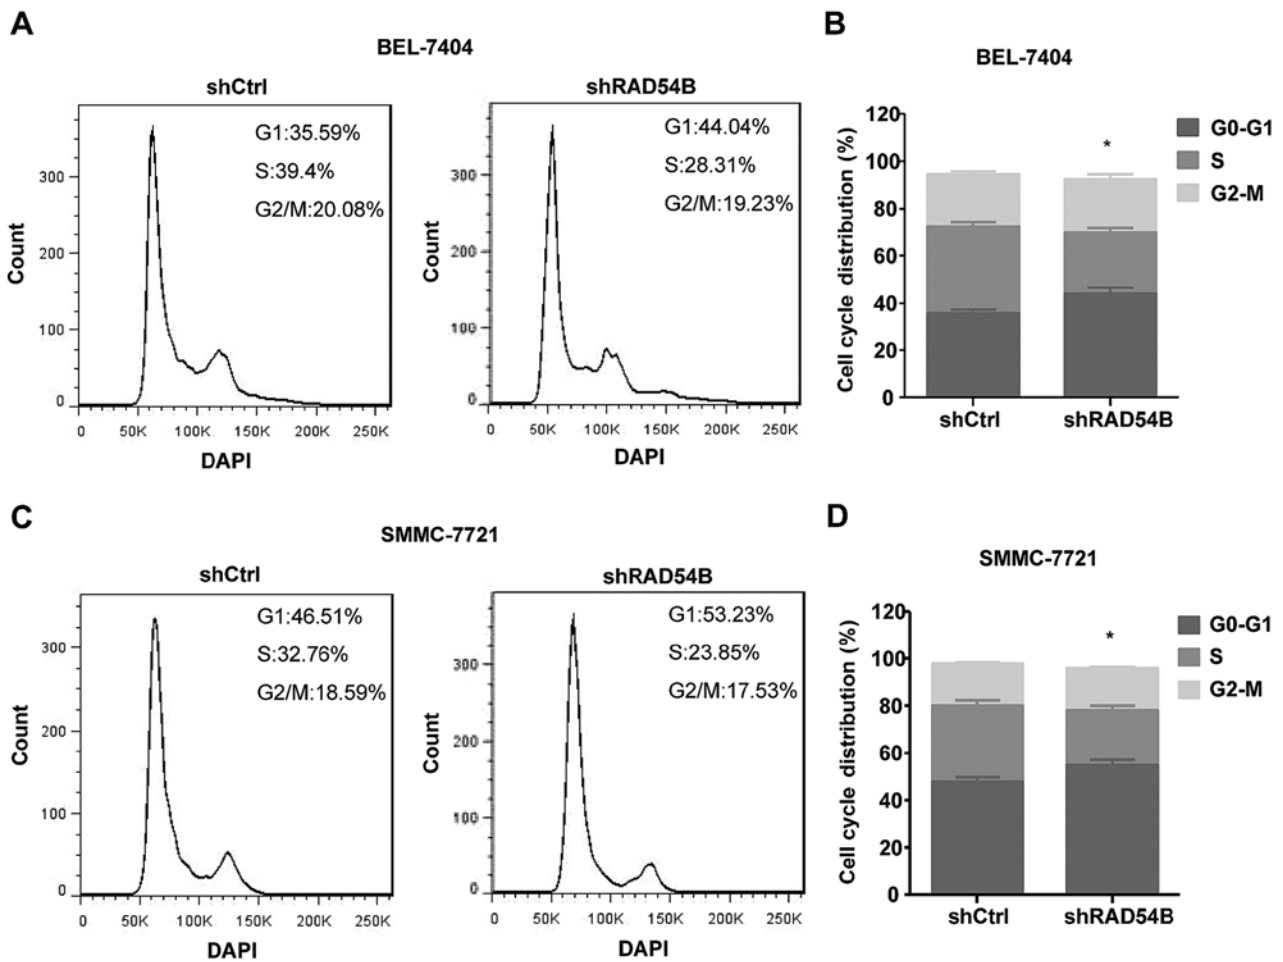 A
BEL-7404
shCtrl
G1:35.59%
S:39.4%
G2/M:20.08%
300
200
100
0
Count
0 50K 100K 150K 200K 250K
DAPI
shRAD54B
G1:44.04%
S:28.31%
G2/M:19.23%
300
200
100
0
Count
0 50K 100K 150K 200K 250K
DAPI
B
BEL-7404
120
100
80
60
40
20
0
Cell cycle distribution (%)
*
shCtrl shRAD54B
G0-G1
S
G2-M
C
SMMC-7721
shCtrl
G1:46.51%
S:32.76%
G2/M:18.59%
300
200
100
0
Count
0 50K 100K 150K 200K 250K
DAPI
shRAD54B
G1:53.23%
S:23.85%
G2/M:17.53%
300
200
100
0
Count
0 50K 100K 150K 200K 250K
DAPI
D
SMMC-7721
120
100
80
60
40
20
0
Cell cycle distribution (%)
*
shCtrl shRAD54B
G0-G1
S
G2-M